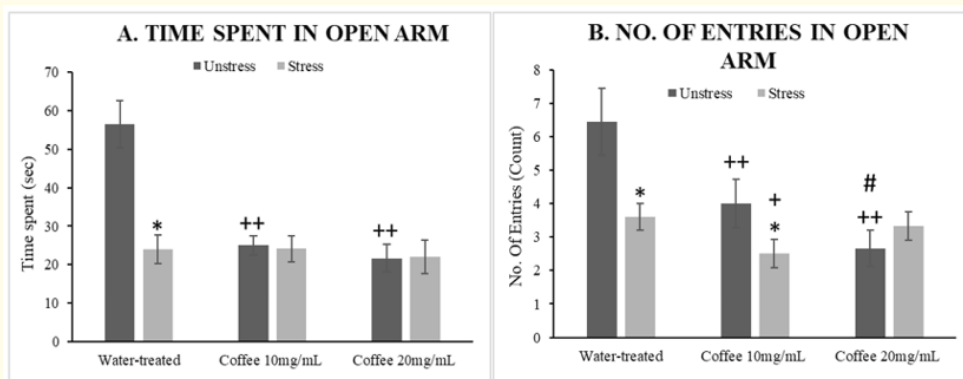 A. TIME SPENT IN OPEN ARM
Unstress Stress
70
60
50
40
30
20
10
0
Time spent (sec)
*
++
++
Water-treated Coffee 10mg/mL Coffee 20mg/mL
B. NO. OF ENTRIES IN OPEN
ARM
Unstress Stress
8
7
6
5
4
3
2
1
0
No. Of Entries (Count)
*
++
+
*
#
++
Water-treated Coffee 10mg/mL Coffee 20mg/mL